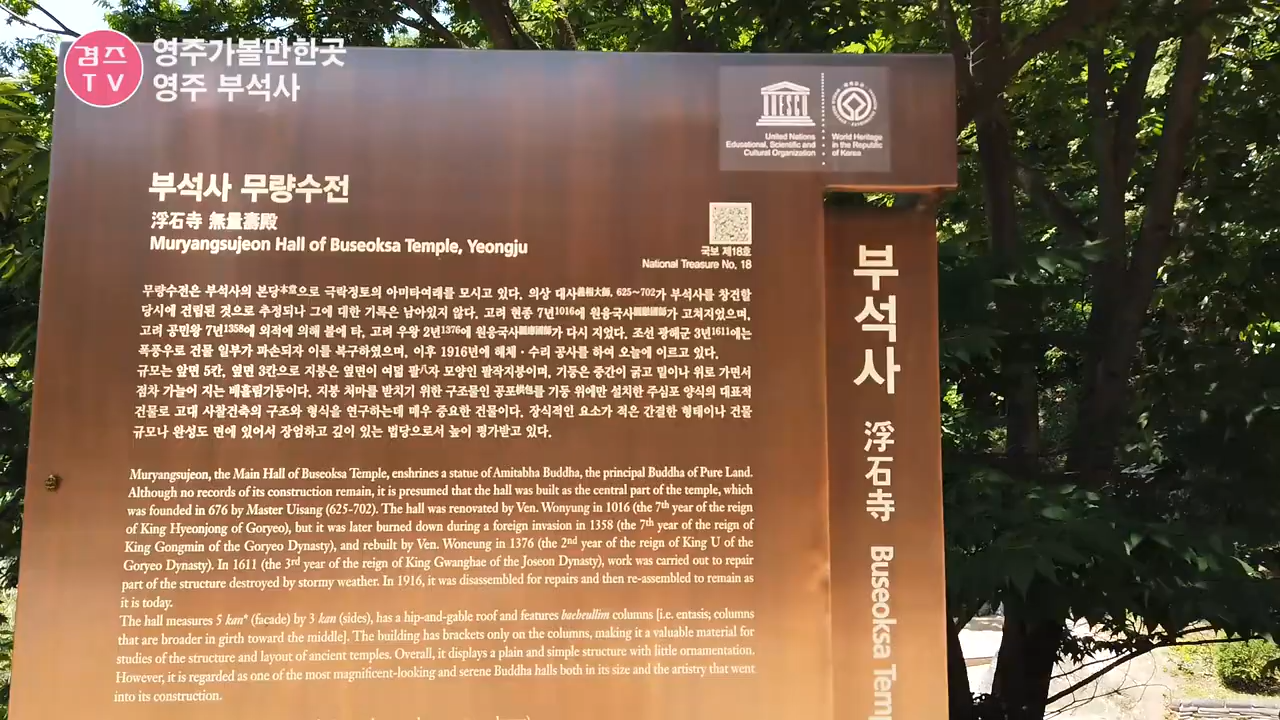 겸즈
TV
영주가볼만한곳
영주 부석사
United Nations
Educational, Scientific and
Cultural Organization
World Heritage
in the Republic
of Korea
부석사 무량수전
浮石寺 無量壽殿
Muryangsujeon Hall of Buseoksa Temple, Yeongju
국보 제18호
National Treasure No. 18
무량수전은 부석사의 본당本堂으로 극락정토의 아미타여래를 모시고 있다. 의상 대사義相大師, 625~702가 부석사를 창건할
당시에 건립된 것으로 추정되나 그에 대한 기록은 남아있지 않다. 고려 현종 7년1016에 원융국사가 고쳐지었으며,
고려 공민왕 7년1358에 외적에 의해 불에 타, 고려 우왕 2년1376에 원응국사가 다시 지었다. 조선 광해군 3년1611에는
폭풍우로 건물 일부가 파손되자 이를 복구하였으며, 이후 1916년에 해체·수리 공사를 하여 오늘에 이르고 있다.
규모는 앞면 5칸, 옆면 3칸으로 지붕은 옆면이 여덟 팔八자 모양인 팔작지붕이며, 기둥은 중간이 굵고 밑이나 위로 가면서
점차 가늘어 지는 배흘림기둥이다. 지붕 처마를 받치기 위한 구조물인 공포栱包를 기둥 위에만 설치한 주심포 양식의 대표적
건물로 고대 사찰건축의 구조와 형식을 연구하는데 매우 중요한 건물이다. 장식적인 요소가 적은 간결한 형태이나 건물
규모나 완성도 면에 있어서 장엄하고 깊이 있는 법당으로서 높이 평가받고 있다.
Muryangsujeon, the Main Hall of Buseoksa Temple, enshrines a statue of Amitabha Buddha, the principal Buddha of Pure Land.
Although no records of its construction remain, it is presumed that the hall was built as the central part of the temple, which
was founded in 676 by Master Uisang (625-702). The hall was renovated by Ven. Wonyung in 1016 (the 7th year of the reign
of King Hyeonjong of Goryeo), but it was later burned down during a foreign invasion in 1358 (the 7th year of the reign of
King Gongmin of the Goryeo Dynasty), and rebuilt by Ven. Woneung in 1376 (the 2nd year of the reign of King U of the
Goryeo Dynasty). In 1611 (the 3rd year of the reign of King Gwanghae of the Joseon Dynasty), work was carried out to repair
part of the structure destroyed by stormy weather. In 1916, it was disassembled for repairs and then re-assembled to remain as
it is today.
The hall measures 5 kan* (facade) by 3 kan (sides), has a hip-and-gable roof and features baeheullim columns [i.e. entasis; columns
that are broader in girth toward the middle]. The building has brackets only on the columns, making it a valuable material for
studies of the structure and layout of ancient temples. Overall, it displays a plain and simple structure with little ornamentation.
However, it is regarded as one of the most magnificent-looking and serene Buddha halls both in its size and the artistry that went
into its construction.
부석사
浮石寺
Buseoksa Temp